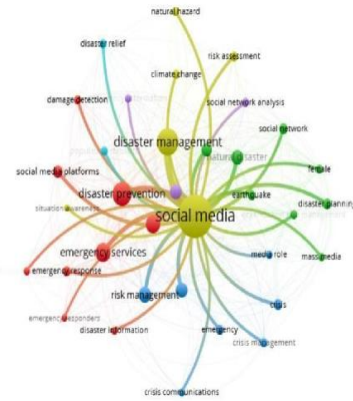 natural hazard
disaster relief
risk assessment
climate change
damage detection
social network analysis
social network
disaster management
natural disaster
social media platforms
female
disaster prevention
earthquake
disaster planning
situation awareness
social media
emergency services
media role
mass media
emergency response
risk management
crisis
emergency responders
disaster information
emergency
crisis management
crisis communications